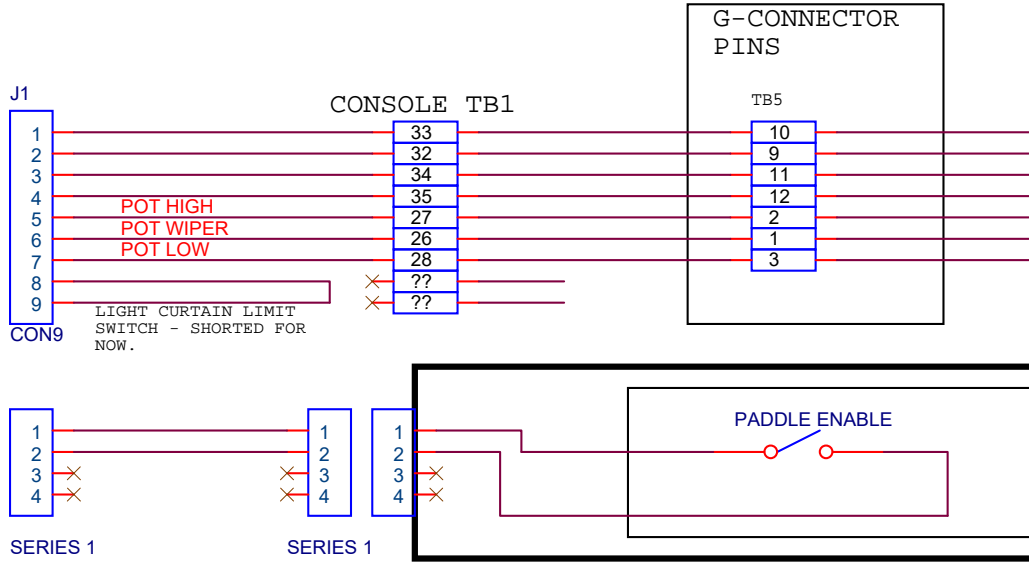 G-CONNECTOR
PINS
J1
CONSOLE TB1
TB5
1 33 10
2 32 9
3 34 11
4 35 12
POT HIGH
5 27 2
POT WIPER
6 26 1
POT LOW
7 28 3
8 ??
9 ??
CON9
LIGHT CURTAIN LIMIT
SWITCH - SHORTED FOR
NOW.
PADDLE ENABLE
1 1 1
2 2 2
3 3 3
4 4 4
SERIES 1 SERIES 1